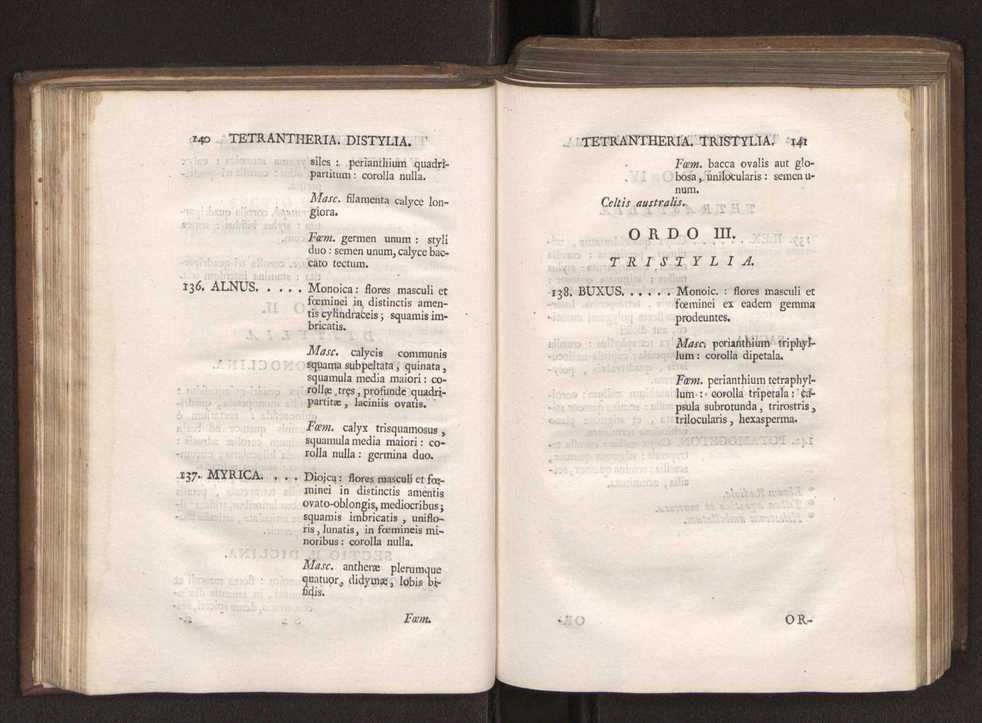 140 TETRANTHERIA. DISTYLIA.
siles : perianthium quadri-
partitum : corolla nulla.
Masc. filamenta calyce lon-
giora.
Fœm. germen unum : styli
duo : semen unum, calyce bac-
cato tectum.
136. ALNUS. . . . . Monoica: flores masculi et
fœminei in distinctis amen-
tis cylindraceis ; squamis im-
bricatis.
Masc. calycis communis
squama subpeltata, quinata,
squamula media maiori : co-
rollæ tres, profunde quadri-
partitæ, laciniis ovatis.
Fœm. calyx trisquamosus,
squamula media maiori : co-
rolla nulla : germina duo.
137. MYRICA. . . . Dioica: flores masculi et fœ-
minei in distinctis amentis
ovato-oblongis, mediocribus;
squamis imbricatis, uniflo-
ris, lunatis, in fœmineis mi-
noribus : corolla nulla.
Masc. antheræ plerumque
quatuor, didymæ, lobis bi-
fidis.
Fœm.
TETRANTHERIA. TRISTYLIA. 141
Fœm. bacca ovalis aut glo-
bosa, unilocularis : semen u-
num.
Celtis australis.
ORDO III.
TRISTYLIA.
138. BUXUS. . . . . . Monoic. : flores masculi et
fœminei ex eadem gemma
prodeuntes.
Masc. perianthium triphyl-
lum : corolla dipetala.
Fœm. perianthium tetraphyl-
lum : corolla tripetala : ca-
psula subrotunda, trirostris,
trilocularis, hexasperma.
OR-